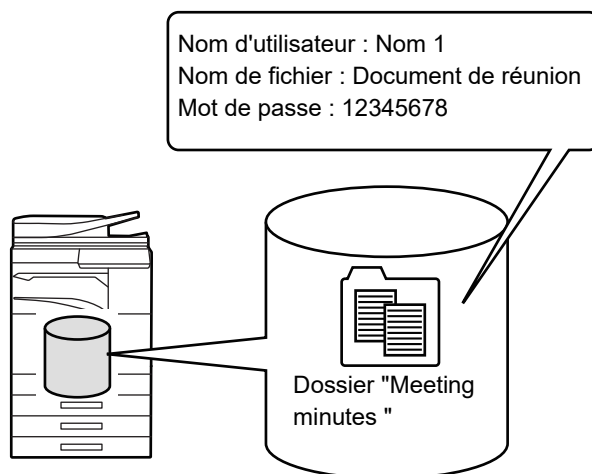 Nom d'utilisateur : Nom 1
Nom de fichier : Document de réunion
Mot de passe : 12345678
Dossier "Meeting
minutes "